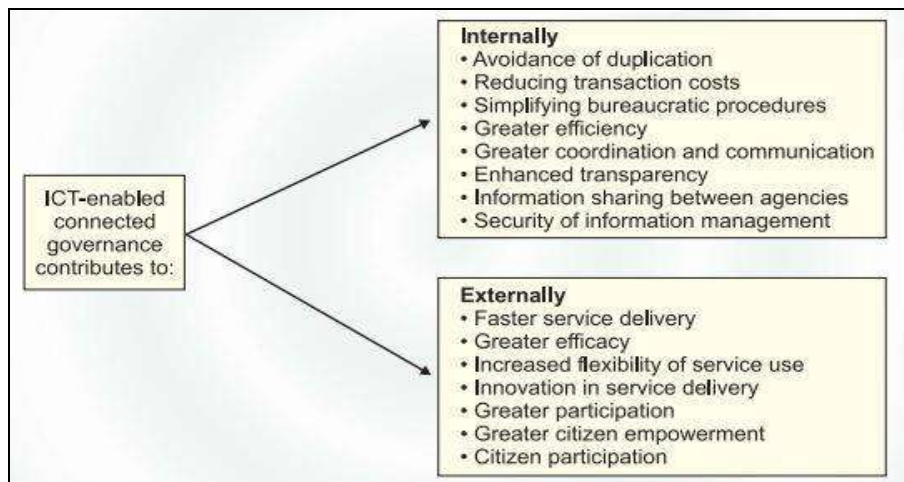 ICT-enabled
connected
governance
contributes to:
Internally
• Avoidance of duplication
• Reducing transaction costs
• Simplifying bureaucratic procedures
• Greater efficiency
• Greater coordination and communication
• Enhanced transparency
• Information sharing between agencies
• Security of information management
Externally
• Faster service delivery
• Greater efficacy
• Increased flexibility of service use
• Innovation in service delivery
• Greater participation
• Greater citizen empowerment
• Citizen participation